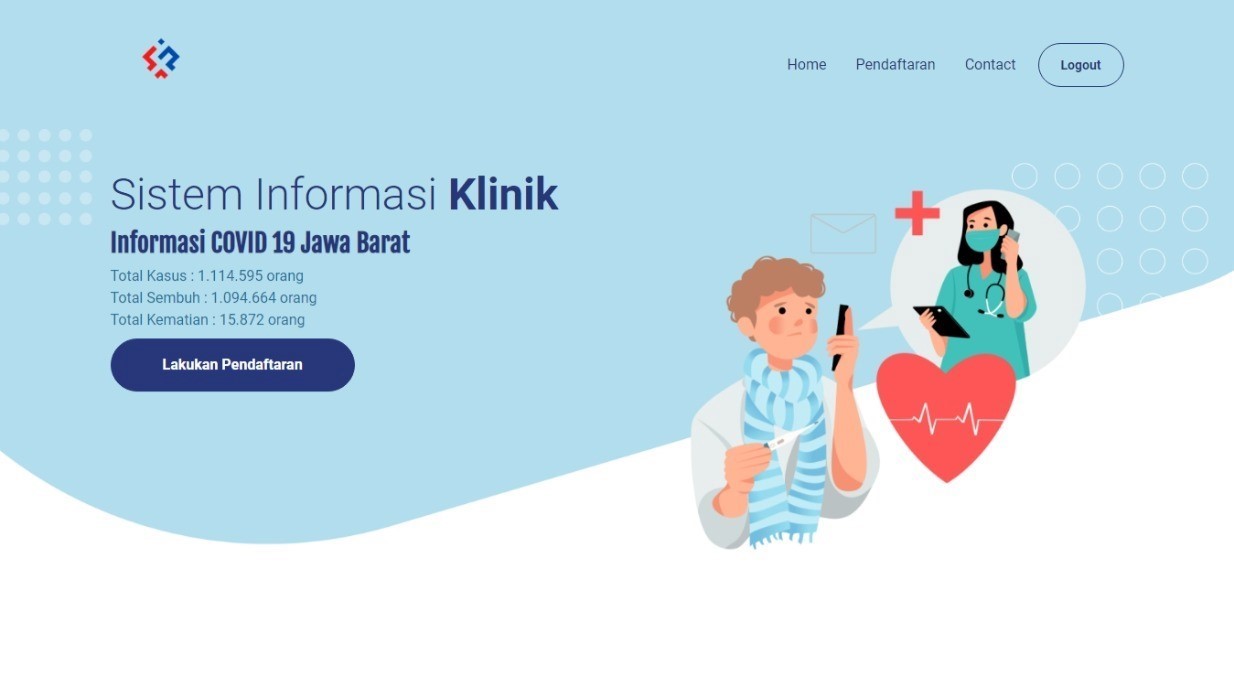 Home Pendaftaran Contact Logout
Sistem Informasi Klinik
Informasi COVID 19 Jawa Barat
Total Kasus : 1.114.595 orang
Total Sembuh : 1.094.664 orang
Total Kematian : 15.872 orang
Lakukan Pendaftaran